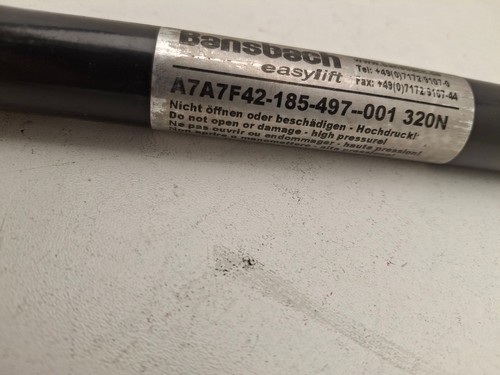 Bansbach
easylift
Tel: +49(0)7172/9107-0
Fax: +49(0)7172/9107-44
A7A7F42-185-497--001 320N
Nicht öffnen oder beschädigen - Hochdruck!
Do not open or damage - high pressure!
Ne pas ouvrir ou endommager - haute pression!